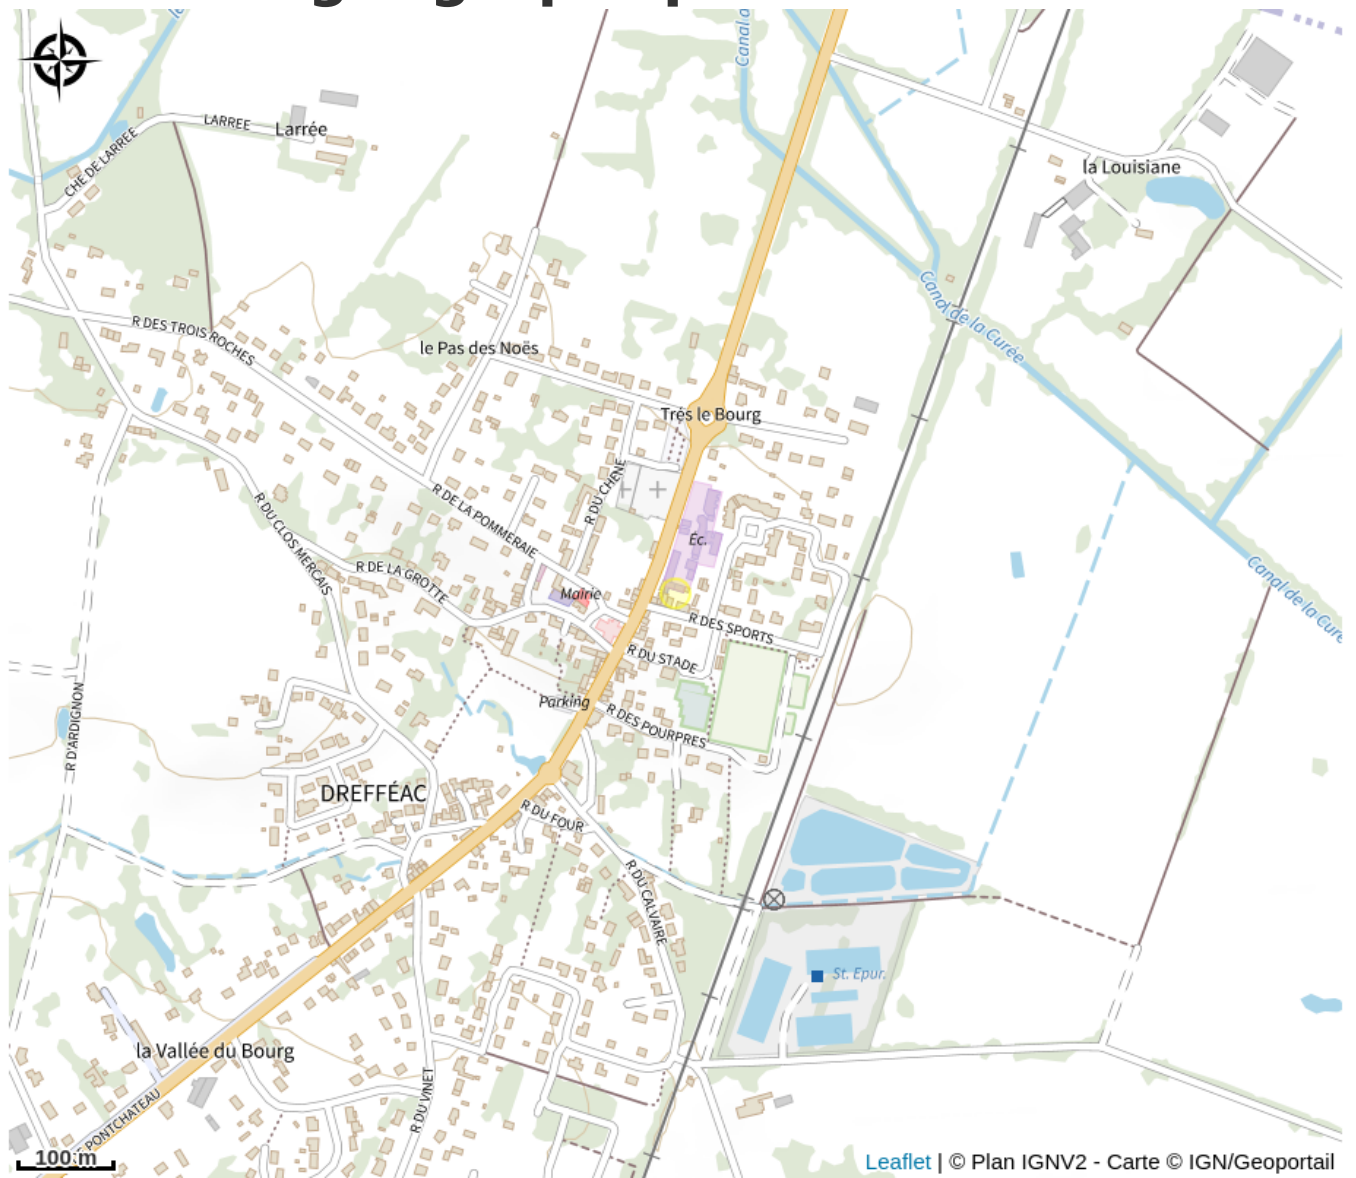 Canal d
LARREE
Larrée
CHE DE LARREE
la Louisiane
Canal de la Curée
R DES TROIS ROCHES
le Pas des Noës
Trés le Bourg
R DU CHENE
R DE LA POMMERAIE
R DU CLOS MERCAIS
Éc.
R DE LA GROTTE
Mairie
Canal de la Curé
R DES SPORTS
R DU STADE
R D'ARDIGNON
Parking
R DES POURPRES
DREFFÉAC
R DU FOUR
R DU CALVAIRE
St. Epur.
la Vallée du Bourg
R DU VINET
PONTCHATEAU
100 m
Leaflet | © Plan IGNV2 - Carte © IGN/Geoportail